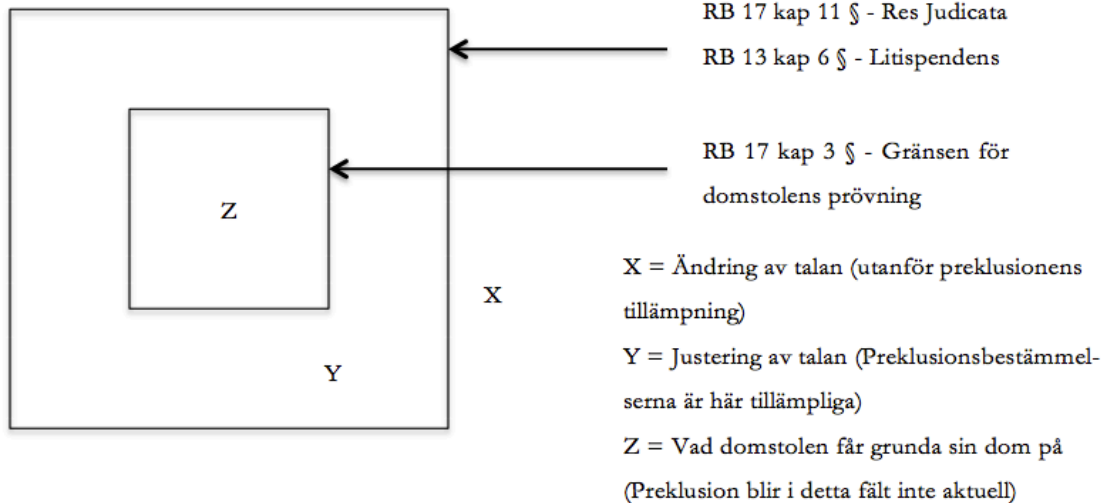 RB 17 kap 11 § - Res Judicata
RB 13 kap 6 § - Litispendens
RB 17 kap 3 § - Gränsen för
domstolens prövning
Z
X
Y
X = Ändring av talan (utanför preklusionens
tillämpning)
Y = Justering av talan (Preklusionsbestämmel-
serna är här tillämpliga)
Z = Vad domstolen får grunda sin dom på
(Preklusion blir i detta fält inte aktuell)